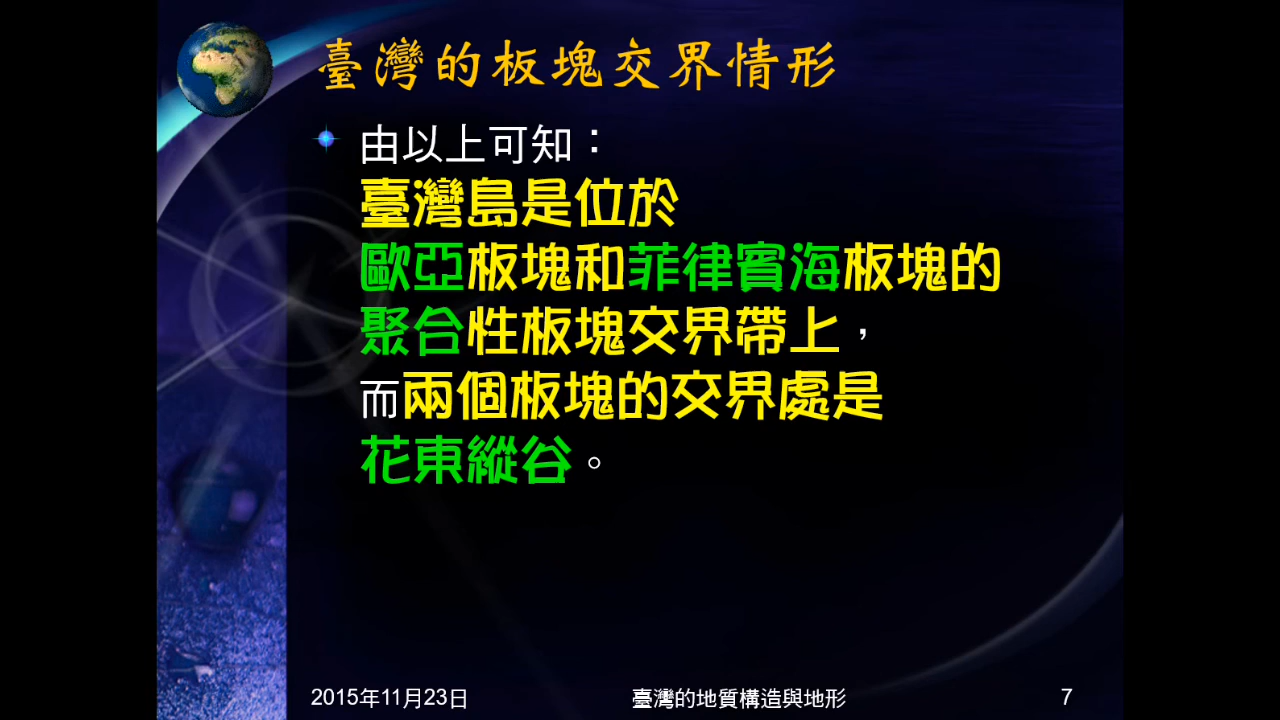 臺灣的板塊交界情形
由以上可知：
臺灣島是位於
歐亞板塊和菲律賓海板塊的
聚合性板塊交界帶上，
而兩個板塊的交界處是
花東縱谷。
2015年11月23日
臺灣的地質構造與地形
7